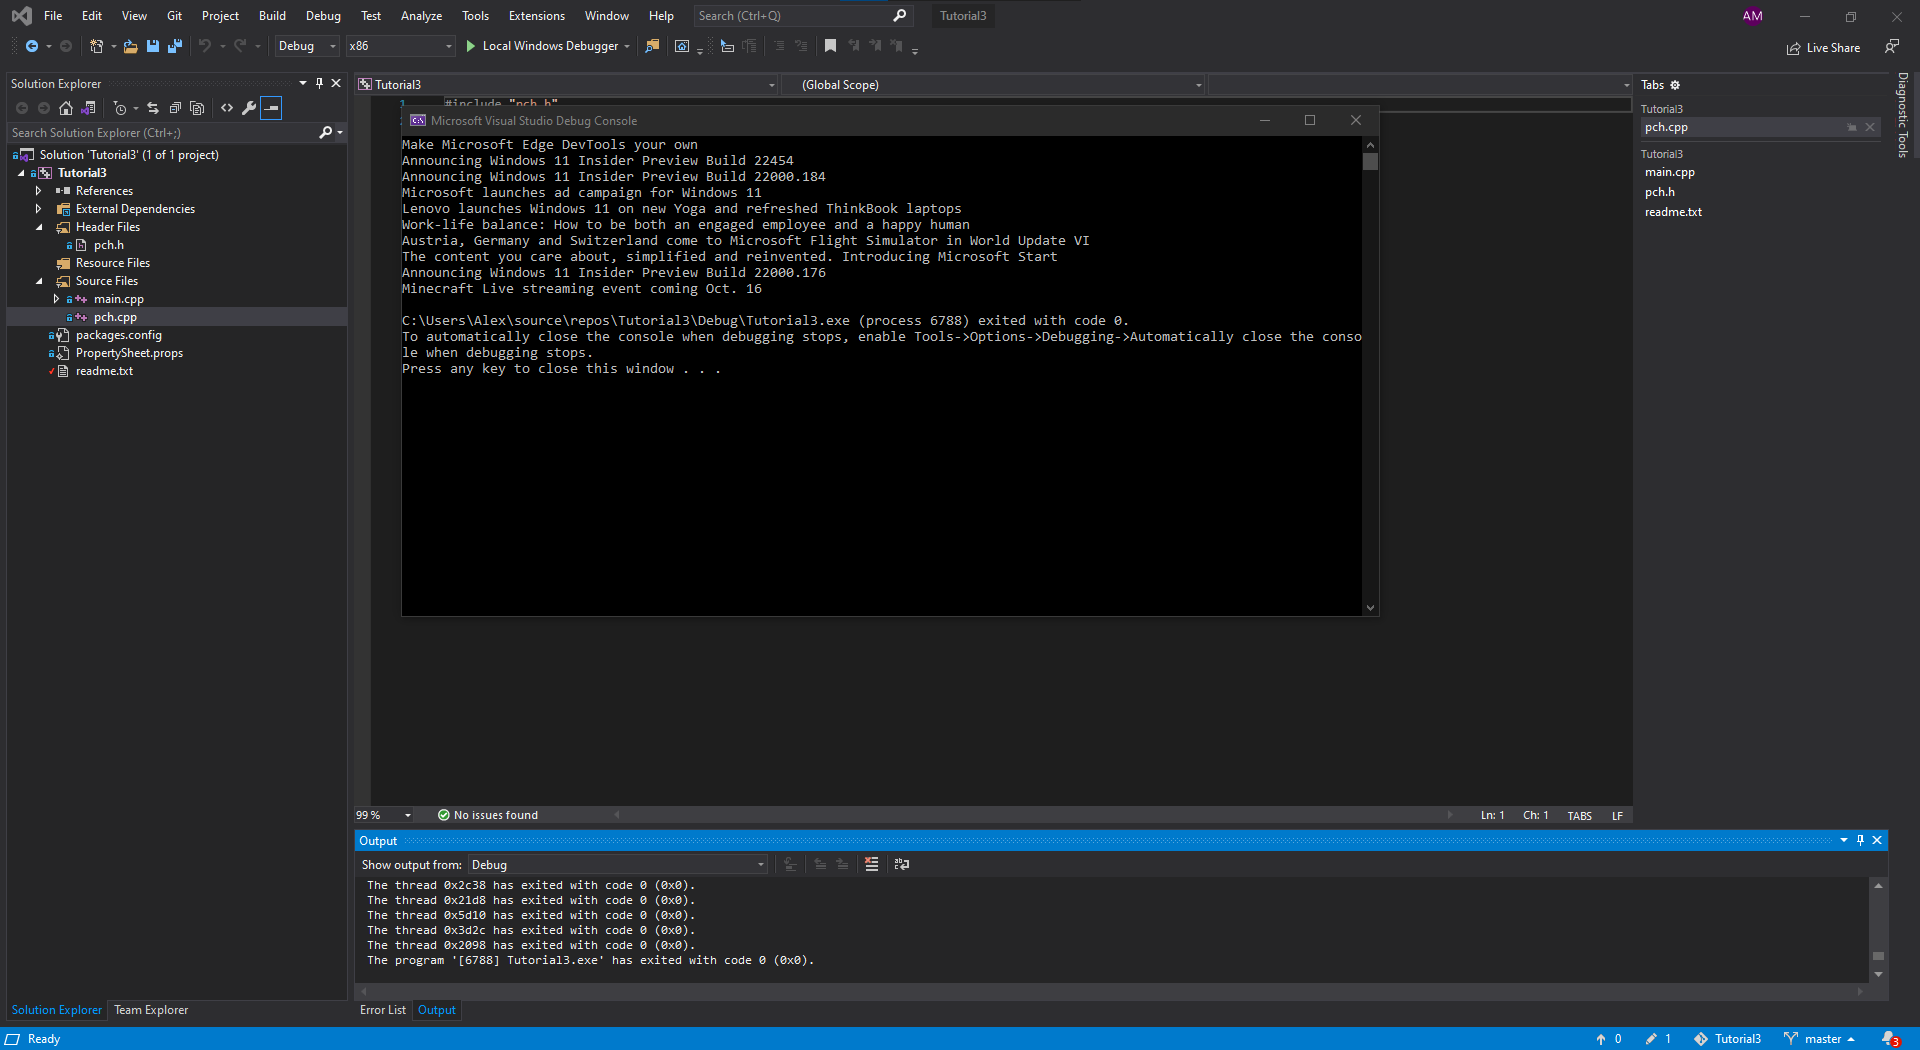 File Edit View Git Project Build Debug Test Analyze Tools Extensions Window Help Search (Ctrl+Q) Tutorial3 AM
Debug x86 Local Windows Debugger Live Share
Solution Explorer
Search Solution Explorer (Ctrl+;)
Solution 'Tutorial3' (1 of 1 project)
Tutorial3
References
External Dependencies
Header Files
pch.h
Resource Files
Source Files
main.cpp
pch.cpp
packages.config
PropertySheet.props
readme.txt
Solution Explorer Team Explorer
Tutorial3 (Global Scope)
1 #include "pch.h"
Microsoft Visual Studio Debug Console
Make Microsoft Edge DevTools your own
Announcing Windows 11 Insider Preview Build 22454
Announcing Windows 11 Insider Preview Build 22000.184
Microsoft launches ad campaign for Windows 11
Lenovo launches Windows 11 on new Yoga and refreshed ThinkBook laptops
Work-life balance: How to be both an engaged employee and a happy human
Austria, Germany and Switzerland come to Microsoft Flight Simulator in World Update VI
The content you care about, simplified and reinvented. Introducing Microsoft Start
Announcing Windows 11 Insider Preview Build 22000.176
Minecraft Live streaming event coming Oct. 16
C:\Users\Alex\source\repos\Tutorial3\Debug\Tutorial3.exe (process 6788) exited with code 0.
To automatically close the console when debugging stops, enable Tools->Options->Debugging->Automatically close the conso
le when debugging stops.
Press any key to close this window . . .
99 % No issues found Ln: 1 Ch: 1 TABS LF
Output
Show output from: Debug
The thread 0x2c38 has exited with code 0 (0x0).
The thread 0x21d8 has exited with code 0 (0x0).
The thread 0x5d10 has exited with code 0 (0x0).
The thread 0x3d2c has exited with code 0 (0x0).
The thread 0x2098 has exited with code 0 (0x0).
The program '[6788] Tutorial3.exe' has exited with code 0 (0x0).
Error List Output
Tabs
Tutorial3
pch.cpp
Tutorial3
main.cpp
pch.h
readme.txt
Diagnostic Tools
Ready 0 1 Tutorial3 master 3